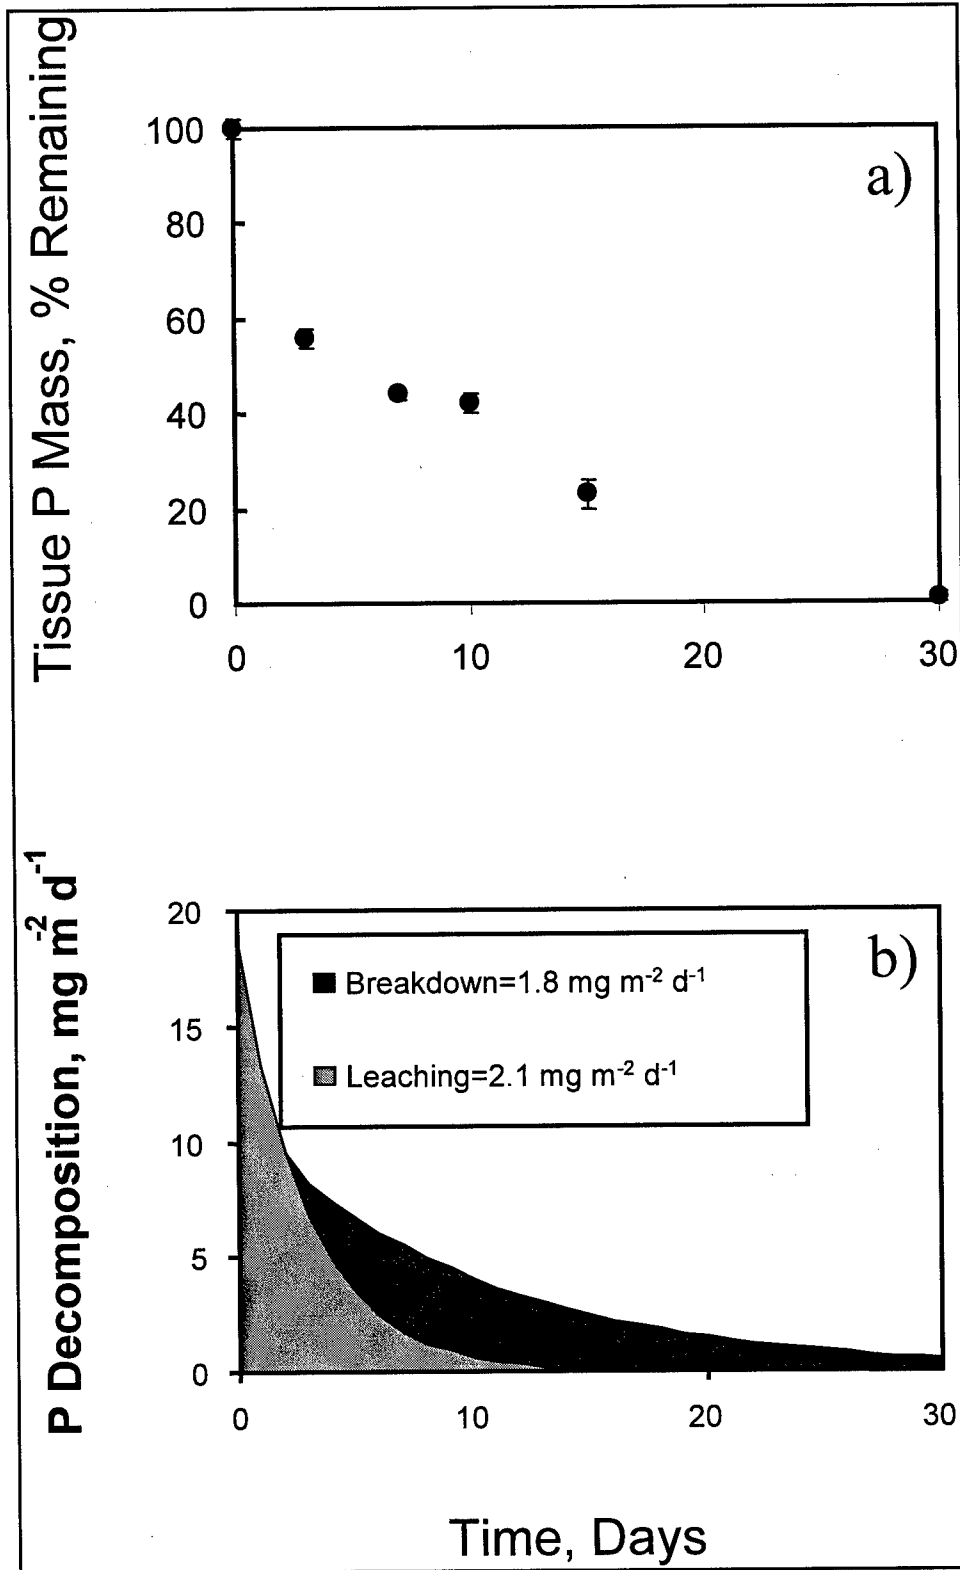 Tissue P Mass, % Remaining
100
80
60
40
20
0
a)
0 10 20 30
P Decomposition, mg m-2 d-1
20
15
10
5
0
b)
Breakdown=1.8 mg m-2 d-1
Leaching=2.1 mg m-2 d-1
0 10 20 30
Time, Days